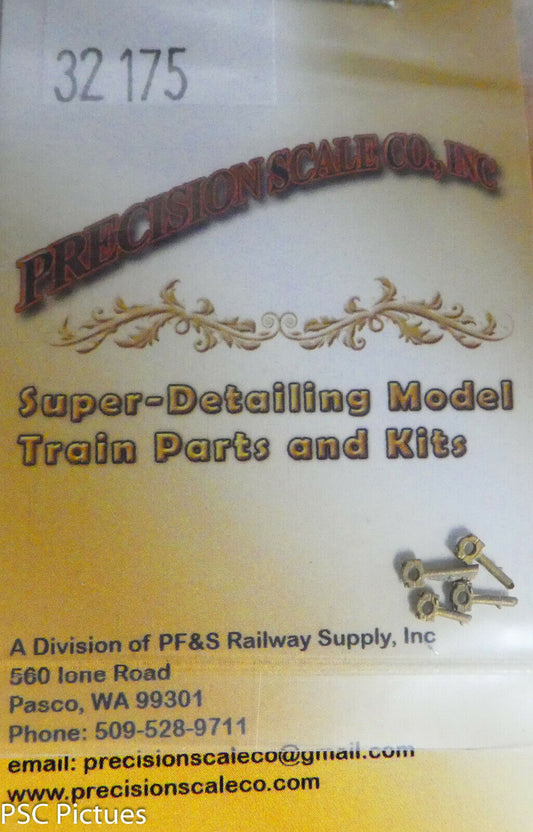 32 175
PRECISION SCALE CO., INC
Super-Detailing Model
Train Parts and Kits
A Division of PF&S Railway Supply, Inc
560 Ione Road
Pasco, WA 99301
Phone: 509-528-9711
email: precisionscaleco@gmail.com
www.precisionscaleco.com
PSC Pictues